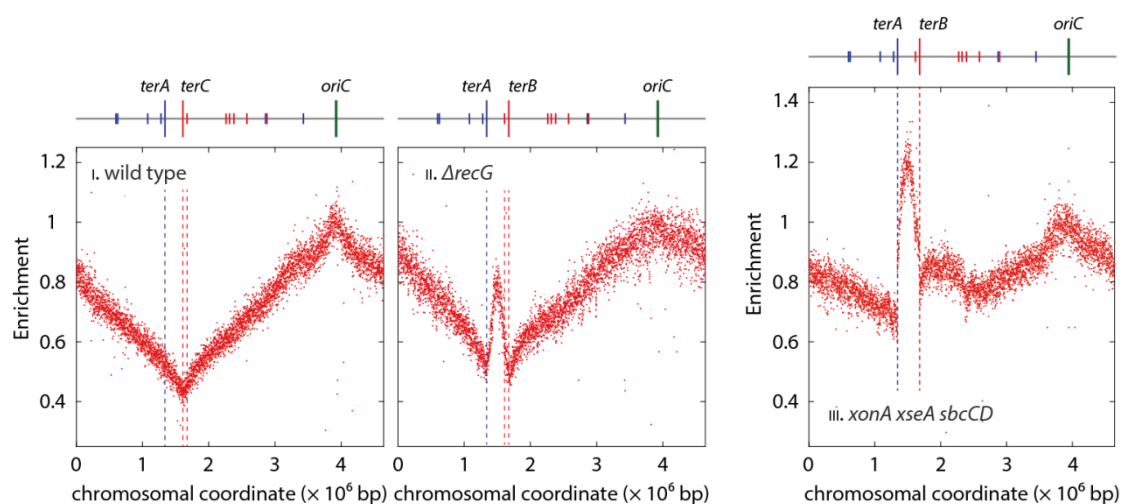 terA terC oriC
terA terB oriC
terA terB oriC
Enrichment
1.2
1
0.8
0.6
0.4
I. wild type
0 1 2 3 4
chromosomal coordinate (× 10⁶ bp)
II. ΔrecG
0 1 2 3 4
chromosomal coordinate (× 10⁶ bp)
Enrichment
1.4
1.2
1
0.8
0.6
0.4
III. xonA xseA sbcCD
0 1 2 3 4
chromosomal coordinate (× 10⁶ bp)